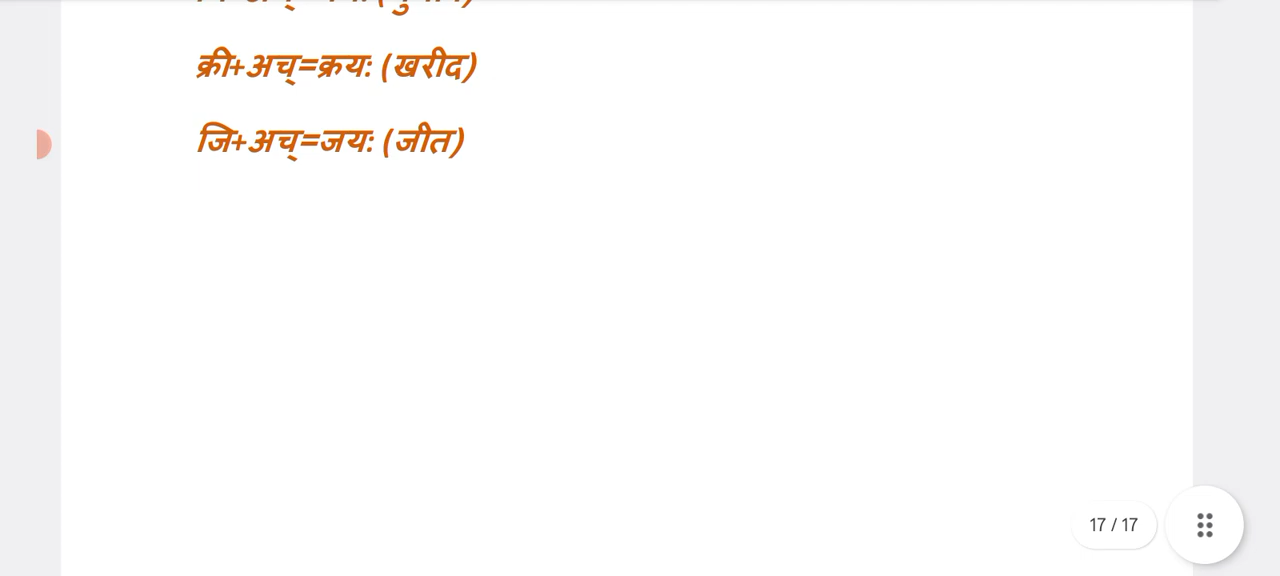 क्री+अच्=क्रय: (खरीद)
जि+अच्=जय: (जीत)
17 / 17